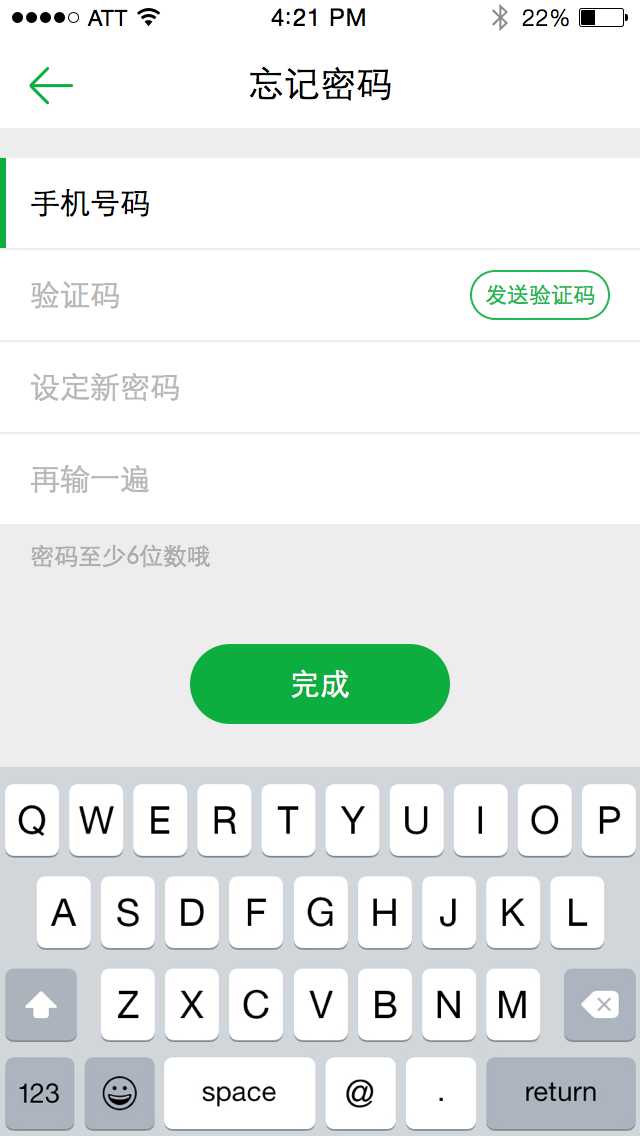 ATT 4:21 PM 22%
忘记密码
手机号码
验证码 发送验证码
设定新密码
再输一遍
密码至少6位数哦
完成
Q W E R T Y U I O P
A S D F G H J K L
Z X C V B N M
123 space @ . return